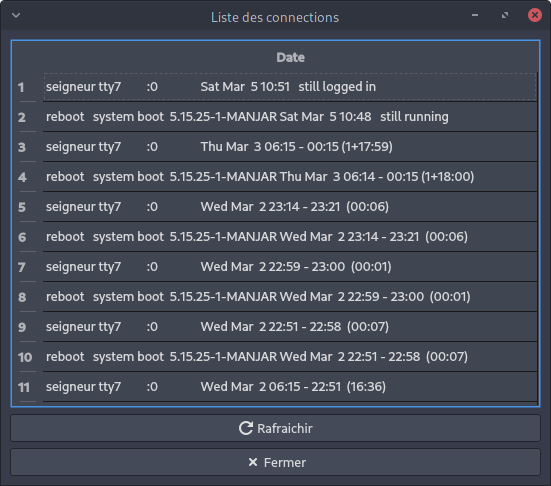 Liste des connections
Date
1 seigneur tty7 :0 Sat Mar 5 10:51 still logged in
2 reboot system boot 5.15.25-1-MANJAR Sat Mar 5 10:48 still running
3 seigneur tty7 :0 Thu Mar 3 06:15 - 00:15 (1+17:59)
4 reboot system boot 5.15.25-1-MANJAR Thu Mar 3 06:14 - 00:15 (1+18:00)
5 seigneur tty7 :0 Wed Mar 2 23:14 - 23:21 (00:06)
6 reboot system boot 5.15.25-1-MANJAR Wed Mar 2 23:14 - 23:21 (00:06)
7 seigneur tty7 :0 Wed Mar 2 22:59 - 23:00 (00:01)
8 reboot system boot 5.15.25-1-MANJAR Wed Mar 2 22:59 - 23:00 (00:01)
9 seigneur tty7 :0 Wed Mar 2 22:51 - 22:58 (00:07)
10 reboot system boot 5.15.25-1-MANJAR Wed Mar 2 22:51 - 22:58 (00:07)
11 seigneur tty7 :0 Wed Mar 2 06:15 - 22:51 (16:36)
Rafraichir
Fermer